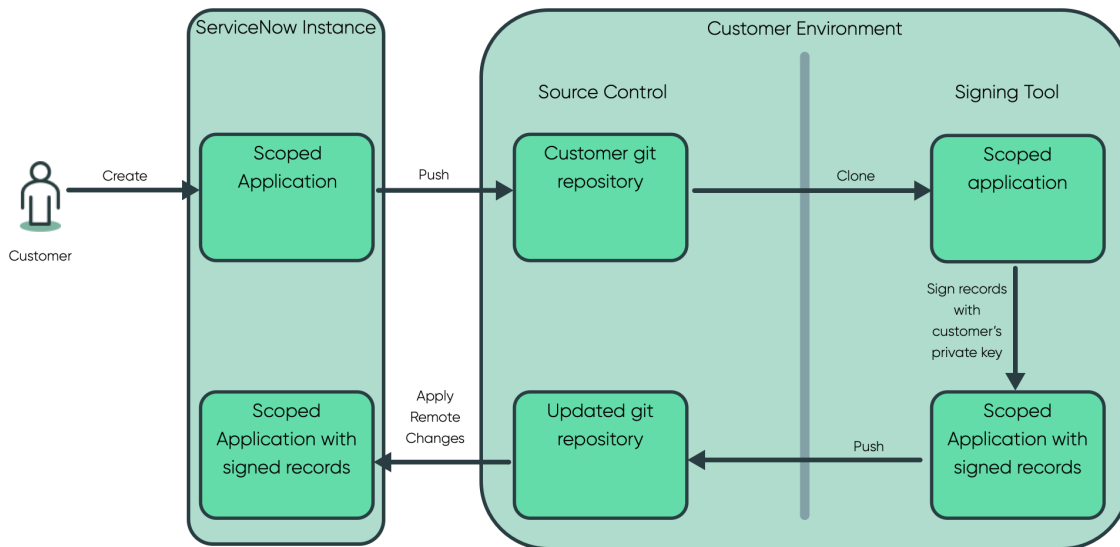 ServiceNow Instance
Customer Environment
Source Control
Signing Tool
Customer
Create
Scoped
Application
Push
Customer git
repository
Clone
Scoped
application
Sign records
with
customer's
private key
Scoped
Application with
signed records
Push
Updated git
repository
Apply
Remote
Changes
Scoped
Application with
signed records